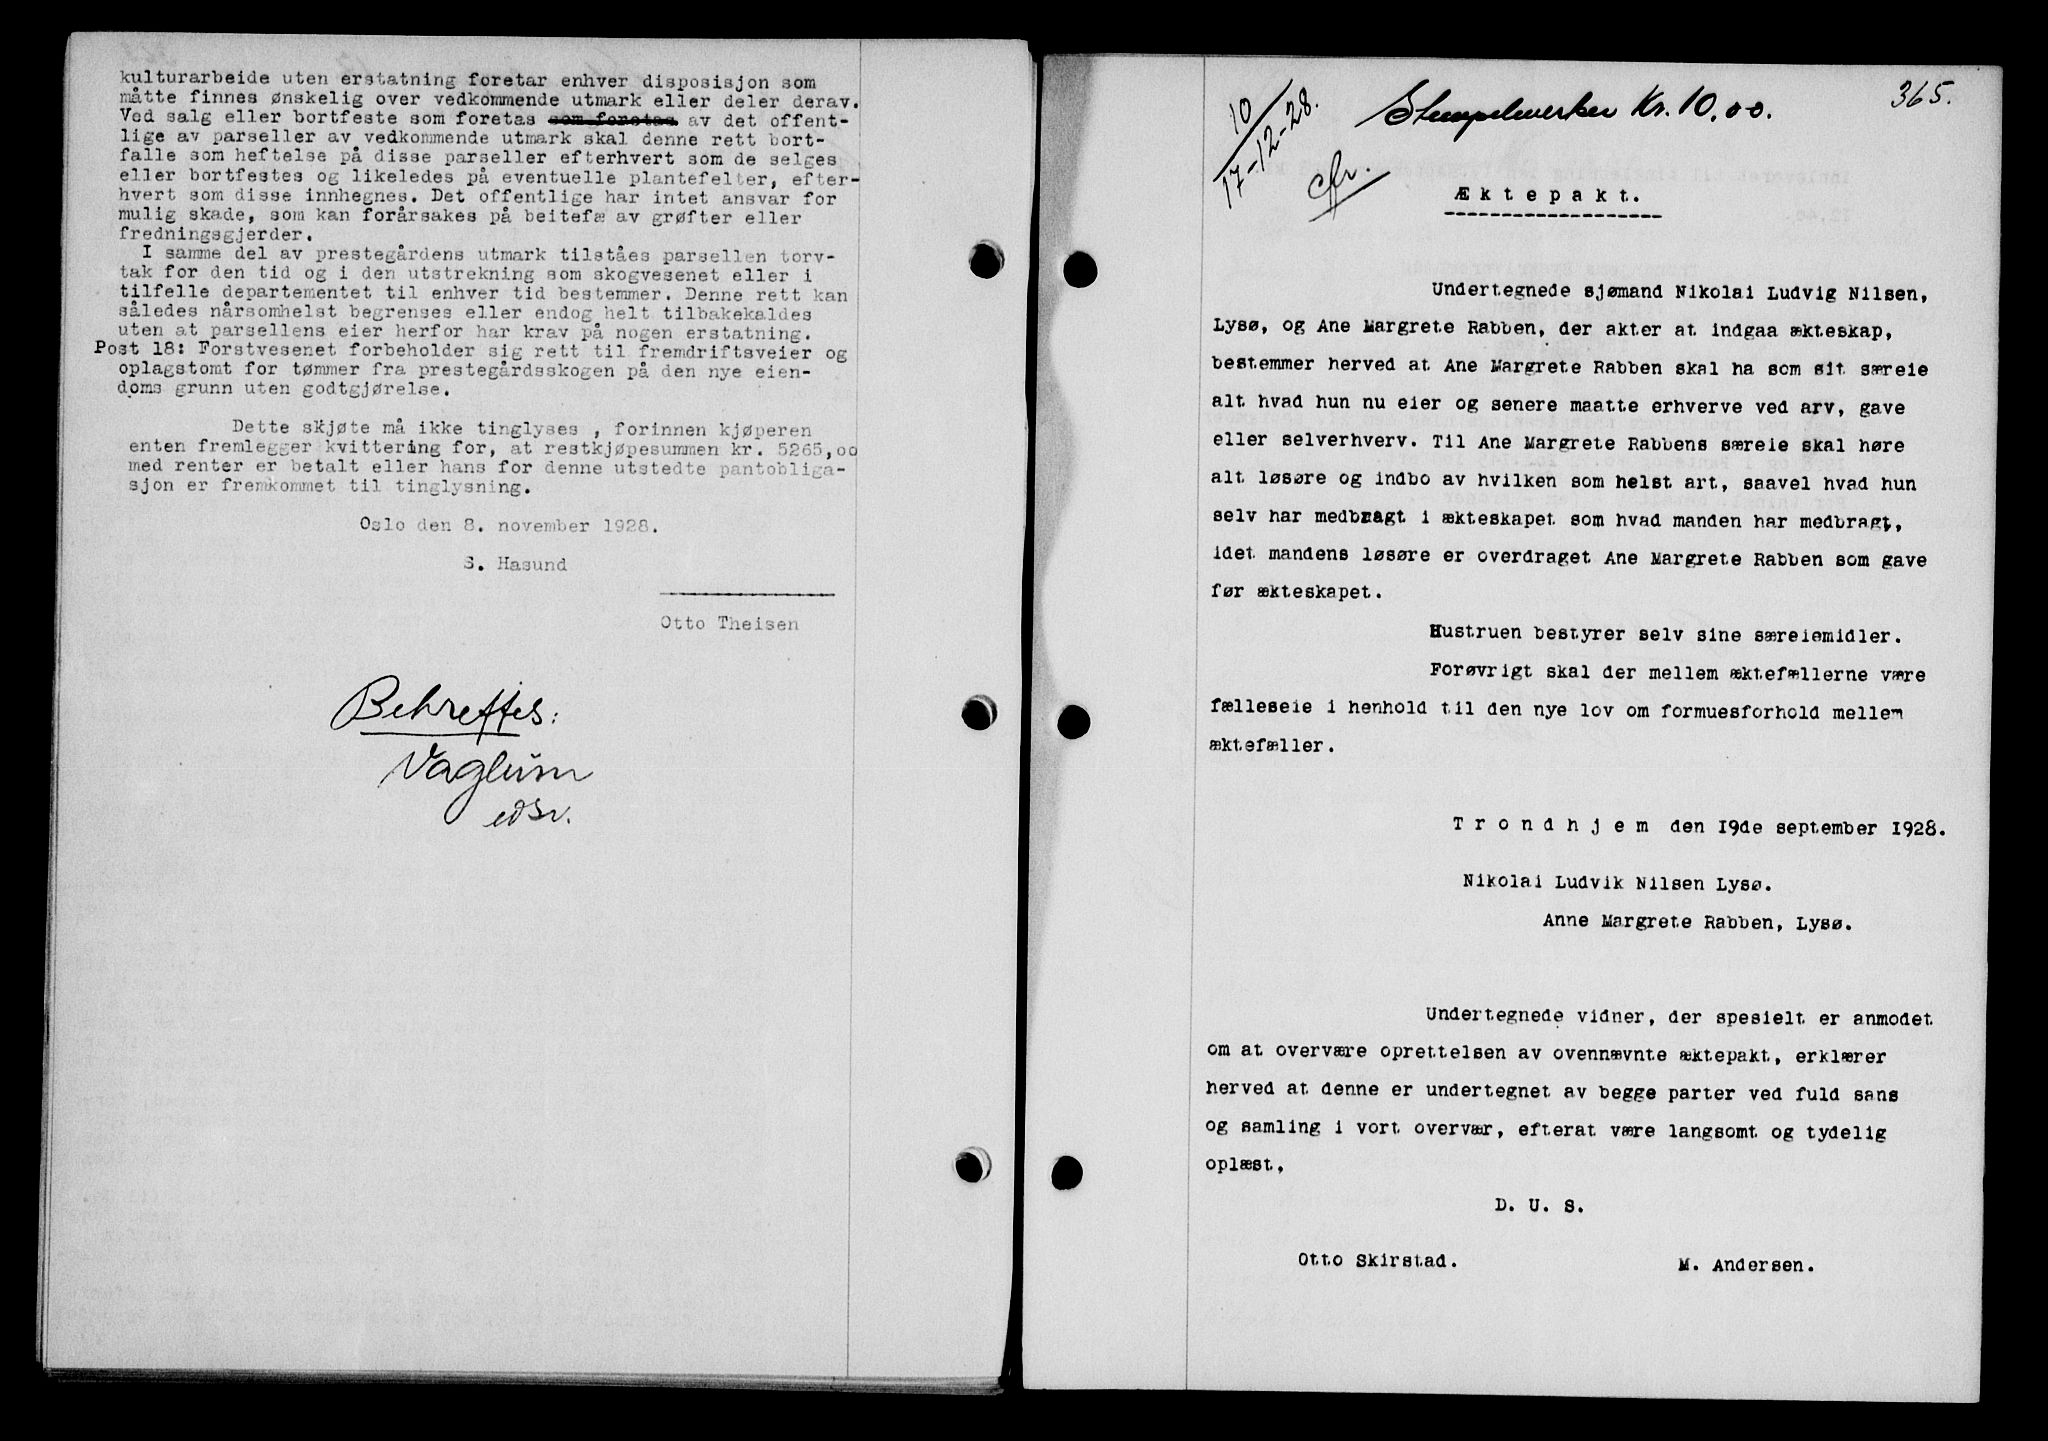 kulturarbeide uten erstatning foretar enhver disposisjon som
måtte finnes ønskelig over vedkommende utmark eller deler derav.
Ved salg eller bortfeste som foretas som foretas av det offent-
lige av parseller av vedkommende utmark skal denne rett bort-
falle som heftelse på disse parseller efterhvert som de selges
eller bortfestes og likeledes på eventuelle plantefelter, efter-
hvert som disse innhegnes. Det offentlige har intet ansvar for
mulig skade, som kan forårsakes på beitefæ av grøfter eller
fredningsgjerder.
I samme del av prestegårdens utmark tilståes parsellen torv-
tak for den tid og i den utstrekning som skogvesenet eller i
tilfelle departementet til enhver tid bestemmer. Denne rett kan
således nårsomhelst begrenses eller endog helt tilbakekaldes
uten at parsellens eier herfor har krav på nogen erstatning.
Post 18: Forstvesenet forbeholder sig rett til fremdriftsveier og
oplagstomt for tømmer fra prestegårdsskogen på den nye eien-
doms grunn uten godtgjørelse.
Dette skjøte må ikke tinglyses , forinnen kjøperen
enten fremlegger kvittering for, at restkjøpesummen kr. 5265,00
med renter er betalt eller hans for denne utstedte pantobliga-
sjon er fremkommet til tinglysning.
Oslo den 8. november 1928.
S. Hasund
Otto Theisen
Bekreftes:
Vaglum
365.
10/17-12-28.
Stempelmerker Kr. 10.00.
cfr.
Æktepakt.
Undertegnede sjømand Nikolai Ludvig Nilsen,
Lysø, og Ane Margrete Rabben, der akter at indgaa ækteskap,
bestemmer herved at Ane Margrete Rabben skal ha som sit særeie
alt hvad hun nu eier og senere maatte erhverve ved arv, gave
eller selverhverv. Til Ane Margrete Rabbens særeie skal høre
alt løsøre og indbo av hvilken som helst art, saavel hvad hun
selv har medbragt i ækteskapet som hvad manden har medbragt,
idet mandens løsøre er overdraget Ane Margrete Rabben som gave
før ækteskapet.
Hustruen bestyrer selv sine særeiemidler.
Forøvrigt skal der mellem æktefællerne være
fælleseie i henhold til den nye lov om formuesforhold mellem
æktefæller.
Trondhjem den 19de september 1928.
Nikolai Ludvik Nilsen Lysø.
Anne Margrete Rabben, Lysø.
Undertegnede vidner, der spesielt er anmodet
om at overvære oprettelsen av ovennævnte æktepakt, erklærer
herved at denne er undertegnet av begge parter ved fuld sans
og samling i vort overvær, efterat være langsomt og tydelig
oplæst,
D. U. S.
Otto Skirstad. M. Andersen.